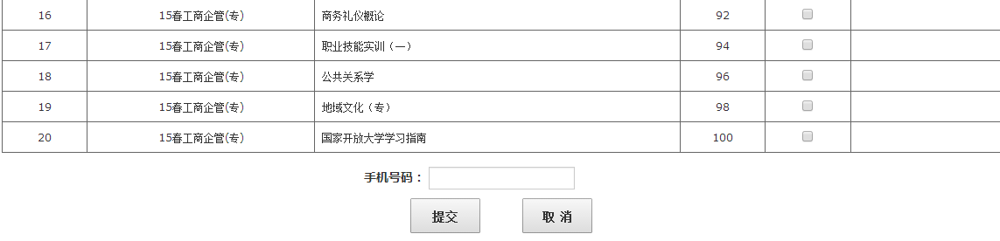 16 15春工商企管(专) 商务礼仪概论 92
17 15春工商企管(专) 职业技能实训（一） 94
18 15春工商企管(专) 公共关系学 96
19 15春工商企管(专) 地域文化（专） 98
20 15春工商企管(专) 国家开放大学学习指南 100
手机号码：
提交 取 消